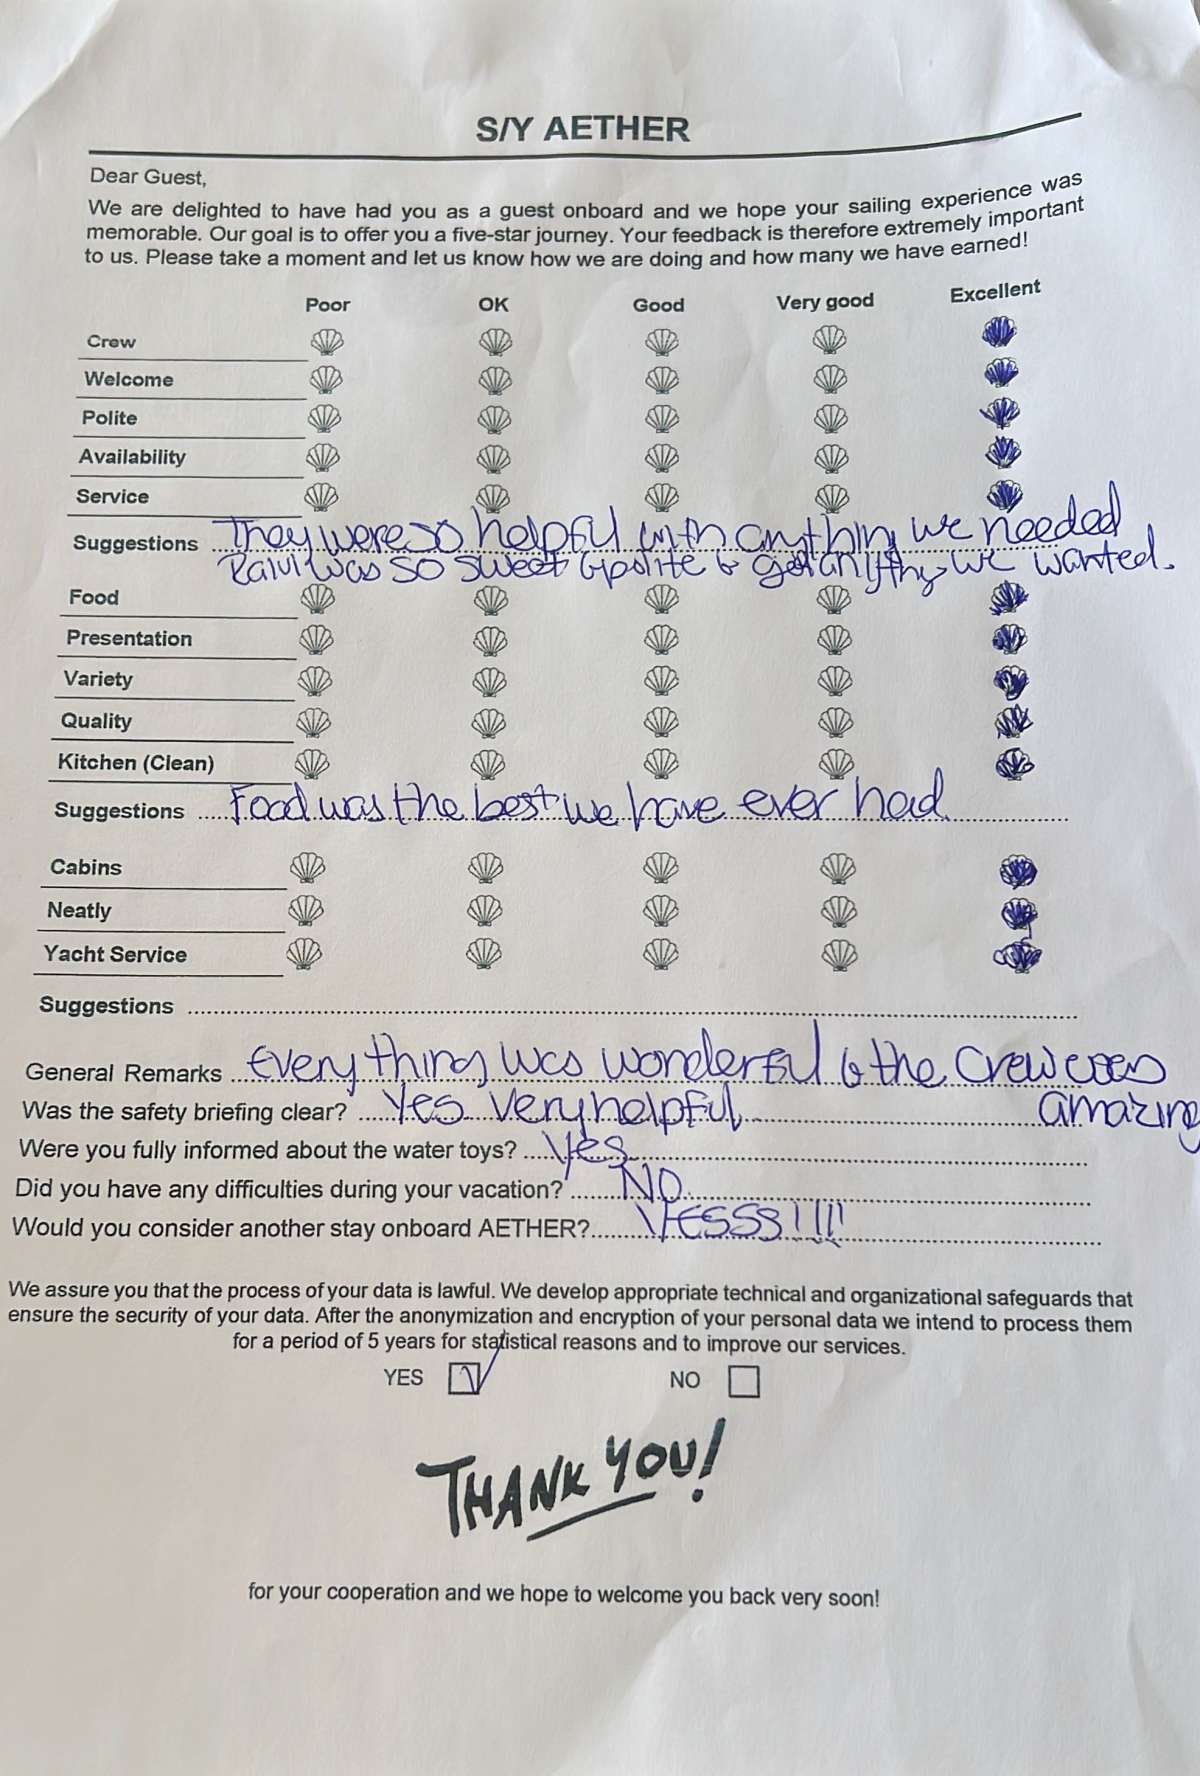 S/Y AETHER
Dear Guest,
We are delighted to have had you as a guest onboard and we hope your sailing experience was
memorable. Our goal is to offer you a five-star journey. Your feedback is therefore extremely important
to us. Please take a moment and let us know how we are doing and how many we have earned!
Poor OK Good Very good Excellent
Crew
Welcome
Polite
Availability
Service
Suggestions They were so helpful with anything we needed
was so sweet & polite & got anything we wanted.
Food
Presentation
Variety
Quality
Kitchen (Clean)
Suggestions Food was the best we have ever had
Cabins
Neatly
Yacht Service
Suggestions
General Remarks Everything was wonderful & the crew was
amazing
Was the safety briefing clear? Yes very helpful
Were you fully informed about the water toys? Yes
Did you have any difficulties during your vacation? NO
Would you consider another stay onboard AETHER? YESSS!!!!
We assure you that the process of your data is lawful. We develop appropriate technical and organizational safeguards that
ensure the security of your data. After the anonymization and encryption of your personal data we intend to process them
for a period of 5 years for statistical reasons and to improve our services.
YES NO
THANK YOU!
for your cooperation and we hope to welcome you back very soon!